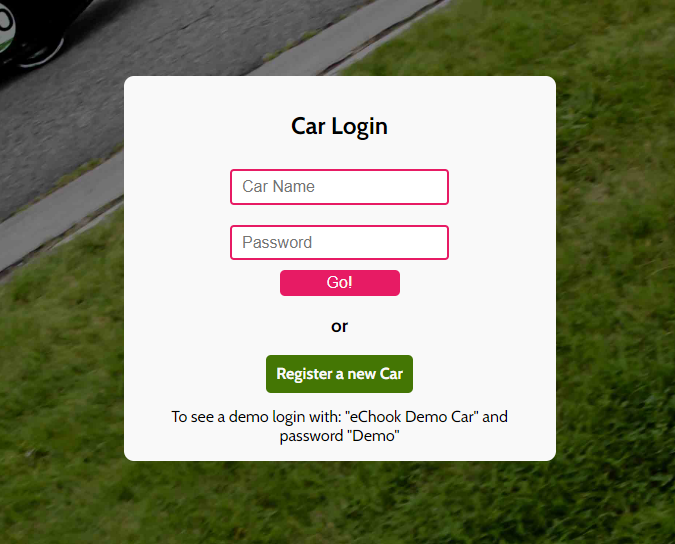 Car Login
Car Name
Password
Go!
or
Register a new Car
To see a demo login with: "eChook Demo Car" and
password "Demo"